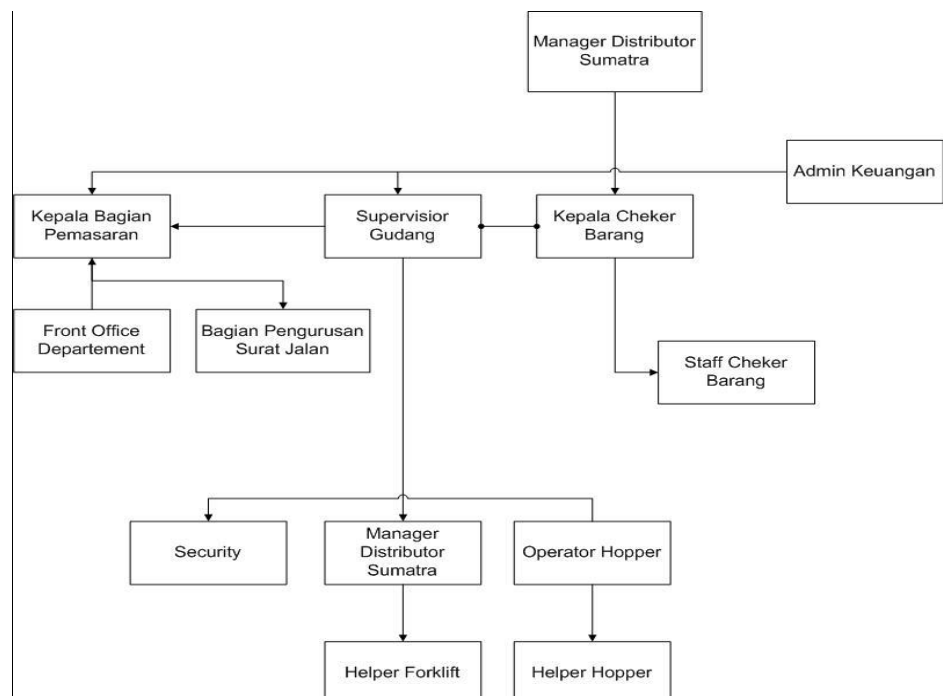 Manager Distributor
Sumatra
Admin Keuangan
Kepala Bagian
Pemasaran
Supervisior
Gudang
Kepala Cheker
Barang
Front Office
Departement
Bagian Pengurusan
Surat Jalan
Staff Cheker
Barang
Security
Manager
Distributor
Sumatra
Operator Hopper
Helper Forklift
Helper Hopper